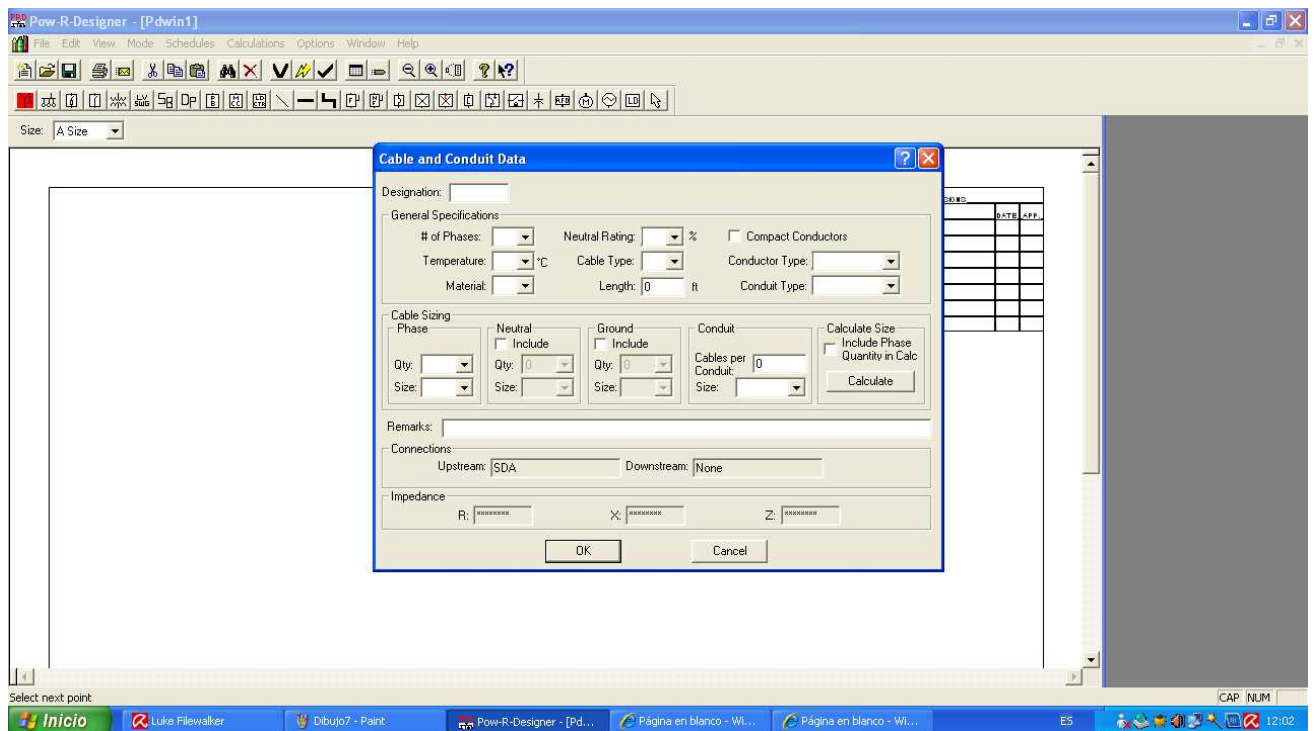 Pow-R-Designer - [Pdwin1]
File Edit View Mode Schedules Calculations Options Window Help
Size: A Size
Cable and Conduit Data
Designation:
General Specifications
# of Phases: Neutral Rating: % Compact Conductors
Temperature: °C Cable Type: Conductor Type:
Material: Length: 0 ft Conduit Type:
Cable Sizing
Phase Neutral Ground Conduit Calculate Size
Include Include Include Phase Quantity in Calc
Qty: Qty: 0 Qty: 0 Cables per Conduit: 0
Size: Size: Size: Size: Calculate
Remarks:
Connections
Upstream: SDA Downstream: None
Impedance
R: ******** X: ******** Z: ********
OK Cancel
DATE APP.
Select next point
CAP NUM
Inicio Luke Filewalker Dibujo7 - Paint Pow-R-Designer - [Pd... Página en blanco - Wi... Página en blanco - Wi... ES 12:02